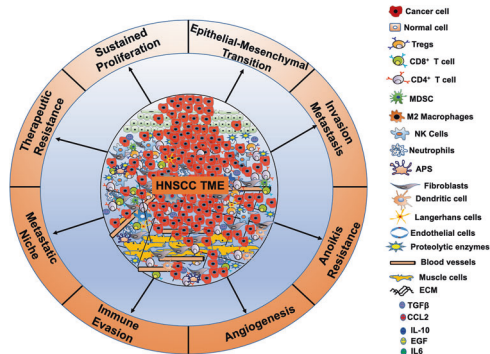 Sustained
Proliferation
Epithelial-Mesenchymal
Transition
Invasion
Metastasis
Anoikis
Resistance
Angiogenesis
Immune
Evasion
Metastatic
Niche
Therapeutic
Resistance
HNSCC TME
Cancer cell
Normal cell
Tregs
CD8⁺ T cell
CD4⁺ T cell
MDSC
M2 Macrophages
NK Cells
Neutrophils
APS
Fibroblasts
Dendritic cell
Langerhans cell
Endothelial cells
Proteolytic enzymes
Blood vessels
Muscle cells
ECM
TGFβ
CCL2
IL-10
EGF
IL6